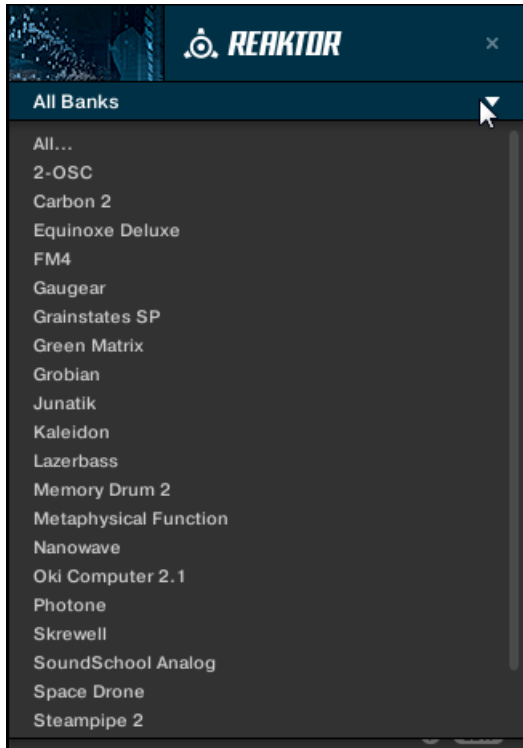 REAKTOR
All Banks
All...
2-OSC
Carbon 2
Equinoxe Deluxe
FM4
Gaugear
Grainstates SP
Green Matrix
Grobian
Junatik
Kaleidon
Lazerbass
Memory Drum 2
Metaphysical Function
Nanowave
Oki Computer 2.1
Photone
Skrewell
SoundSchool Analog
Space Drone
Steampipe 2